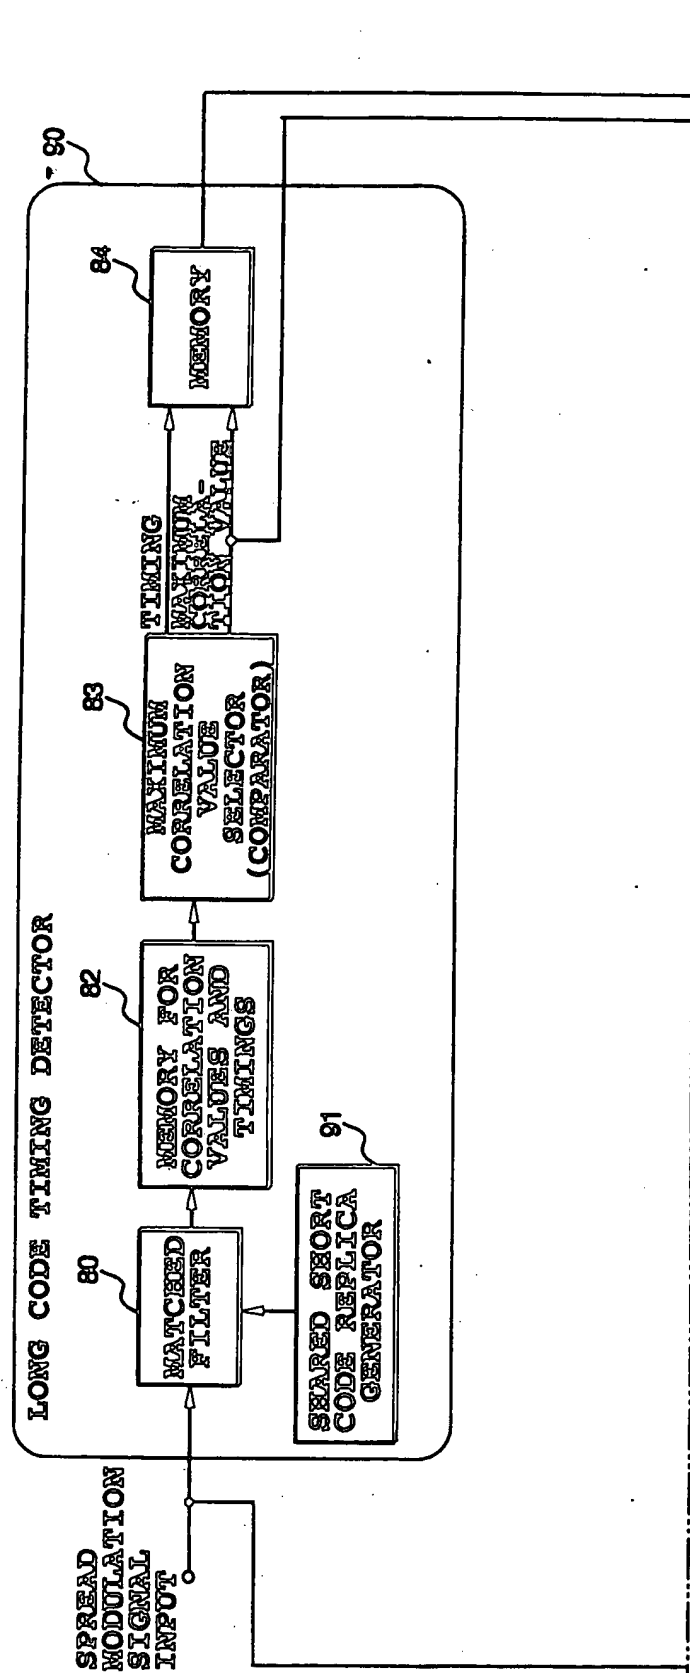 LONG CODE TIMING DETECTOR
90
SPREAD
MODULATION
SIGNAL
INPUT
80
MATCHED
FILTER
82
MEMORY FOR
CORRELATION
VALUES AND
TIMINGS
83
MAXIMUM
CORRELATION
VALUE
SELECTOR
(COMPARATOR)
TIMING
MAXIMUM
CORRELA-
TION VALUE
84
MEMORY
91
SHARED SHORT
CODE REPLICA
GENERATOR